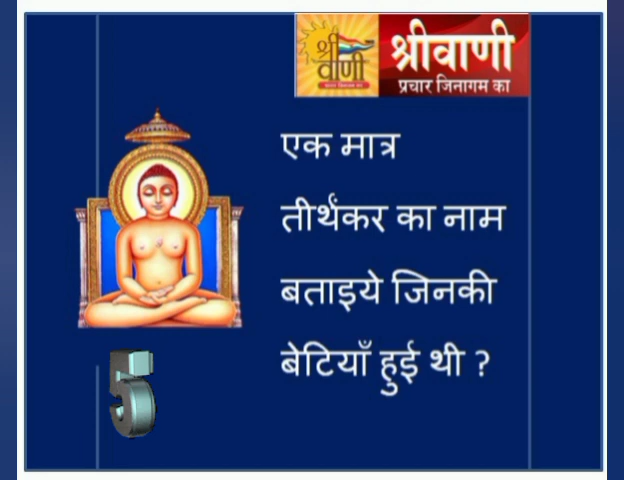 श्री
वाणी
श्रीवाणी
प्रचार जिनागम का
एक मात्र
तीर्थंकर का नाम
बताइये जिनकी
बेटियाँ हुई थी ?
5